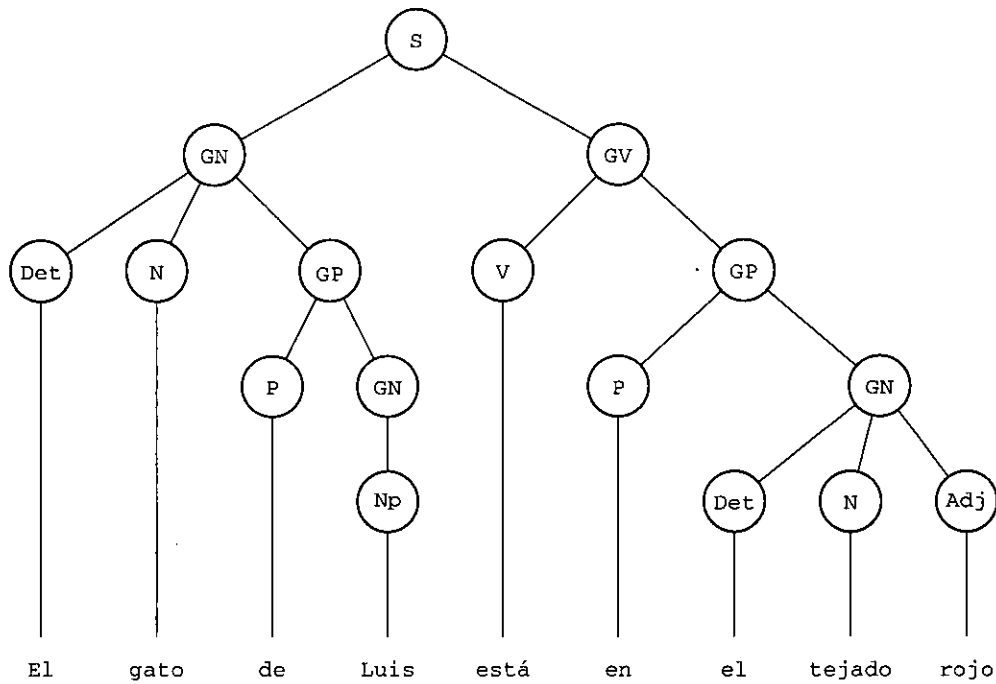 S
GN GV
Det N GP V GP
P GN P GN
Np Det N Adj
El gato de Luis está en el tejado rojo